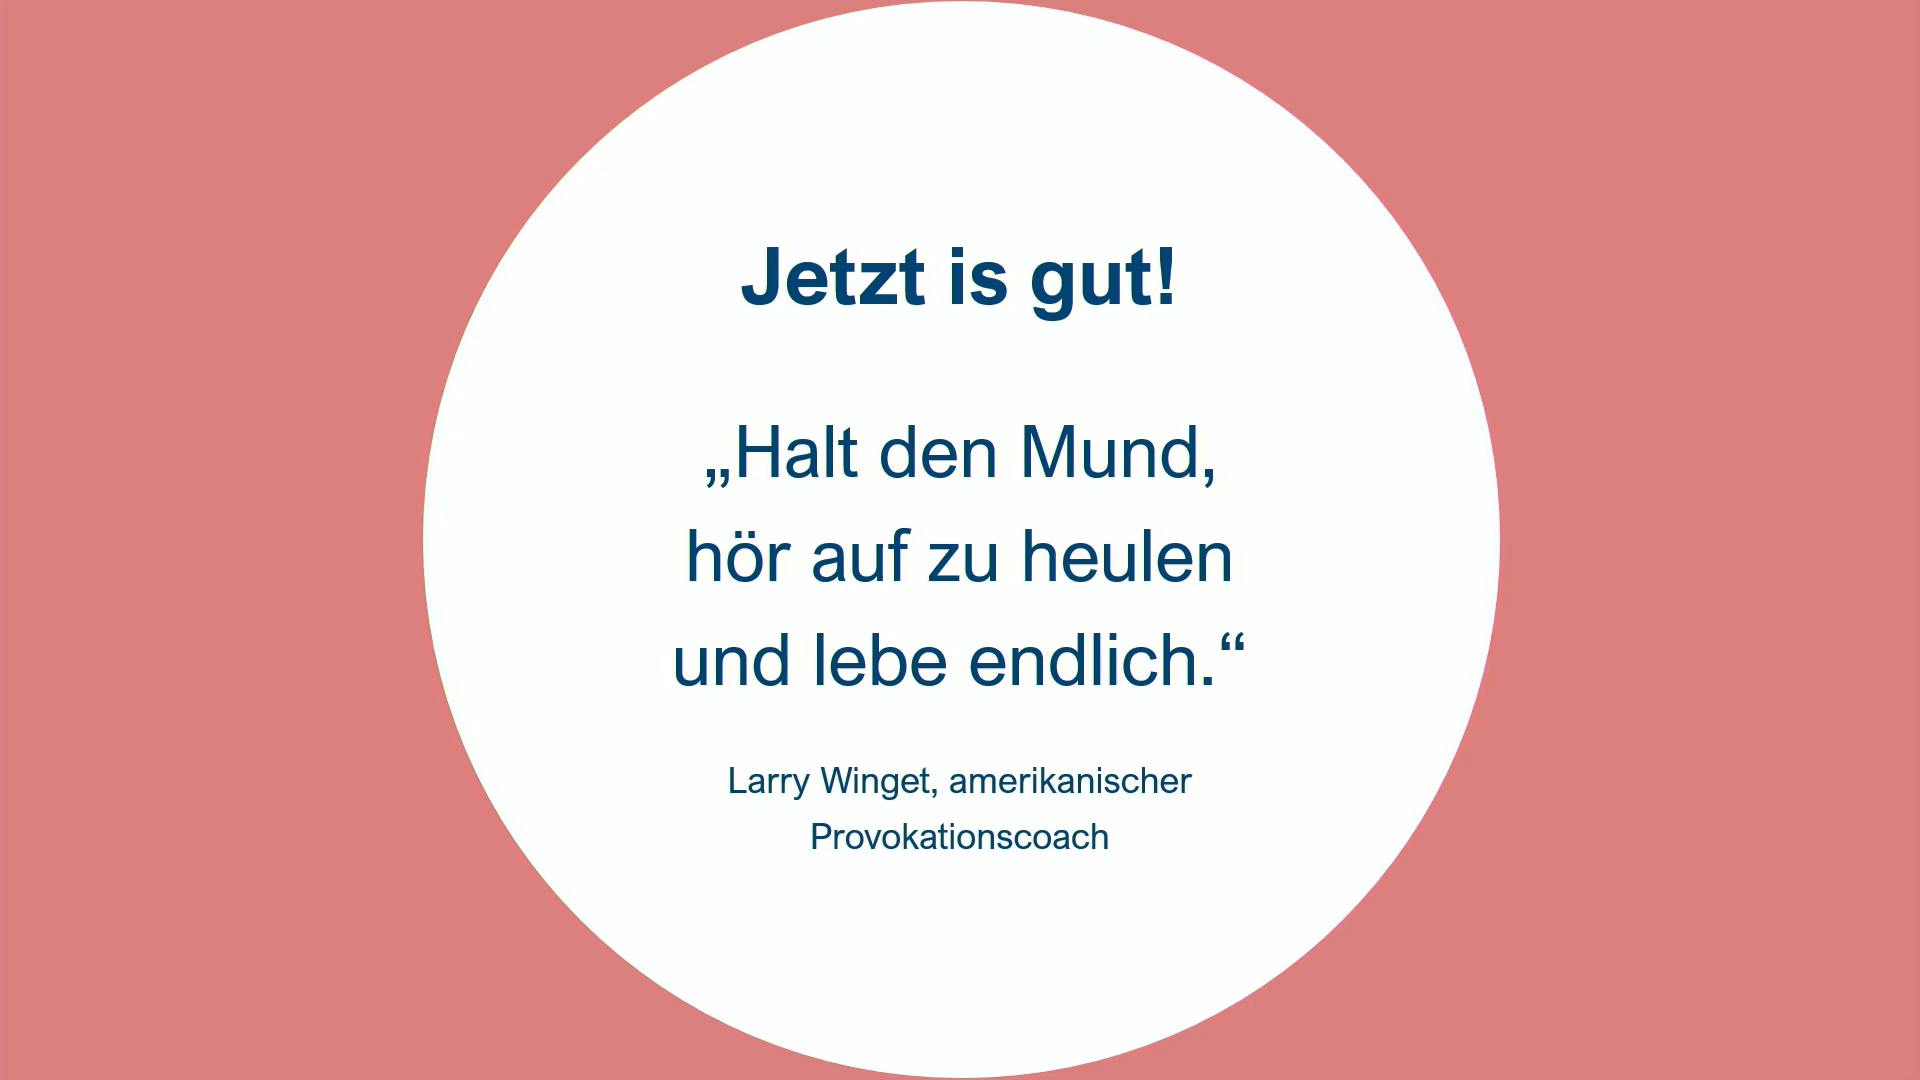 Jetzt is gut!
„Halt den Mund,
hör auf zu heulen
und lebe endlich.“
Larry Winget, amerikanischer
Provokationscoach